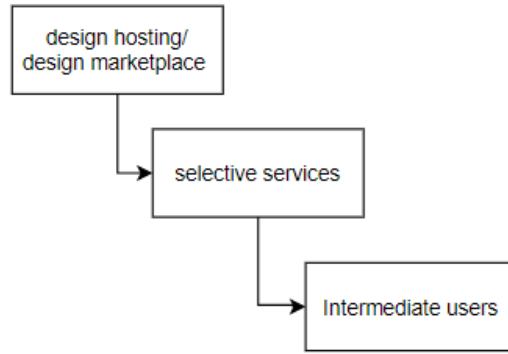 design hosting/
design marketplace
selective services
Intermediate users